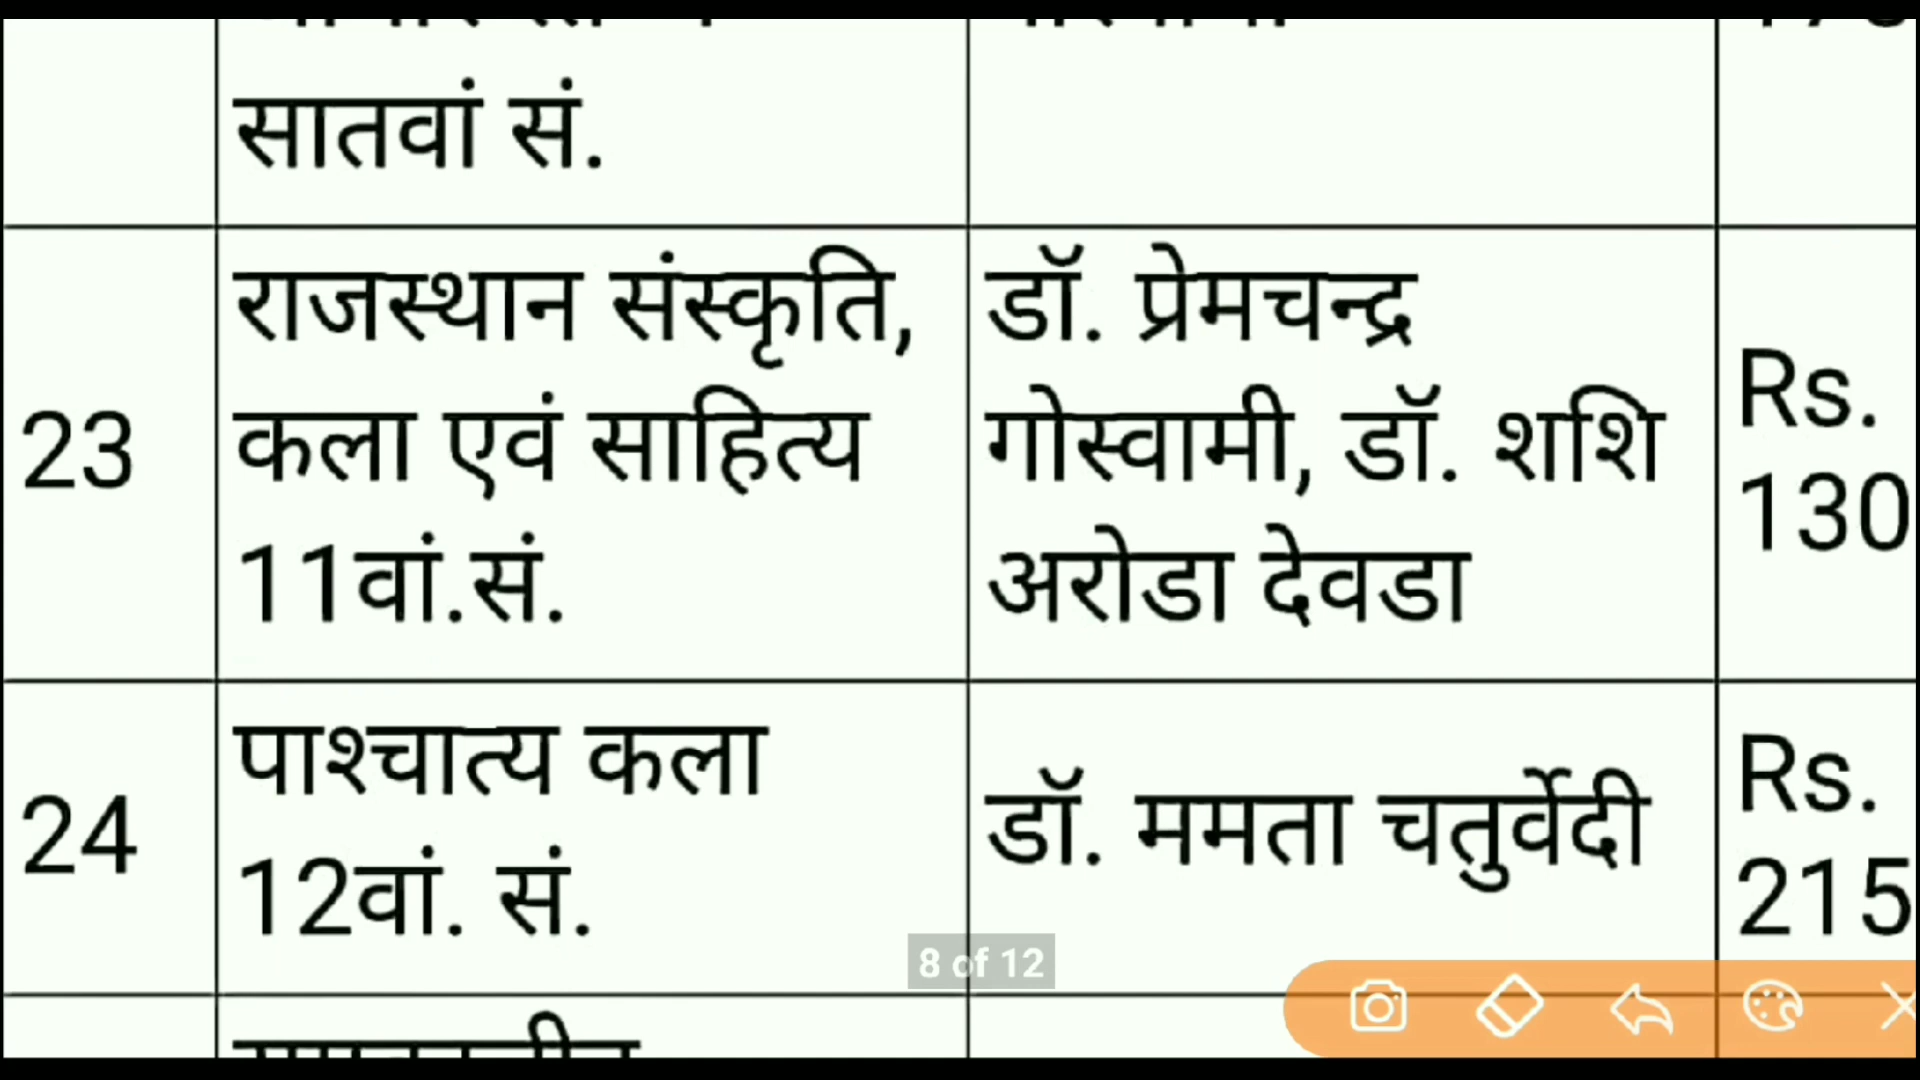 सातवां सं.
23
राजस्थान संस्कृति,
कला एवं साहित्य
11वां.सं.
डॉ. प्रेमचन्द्र
गोस्वामी, डॉ. शशि
अरोडा देवडा
Rs.
130
24
पाश्चात्य कला
12वां. सं.
डॉ. ममता चतुर्वेदी
Rs.
215
8 of 12